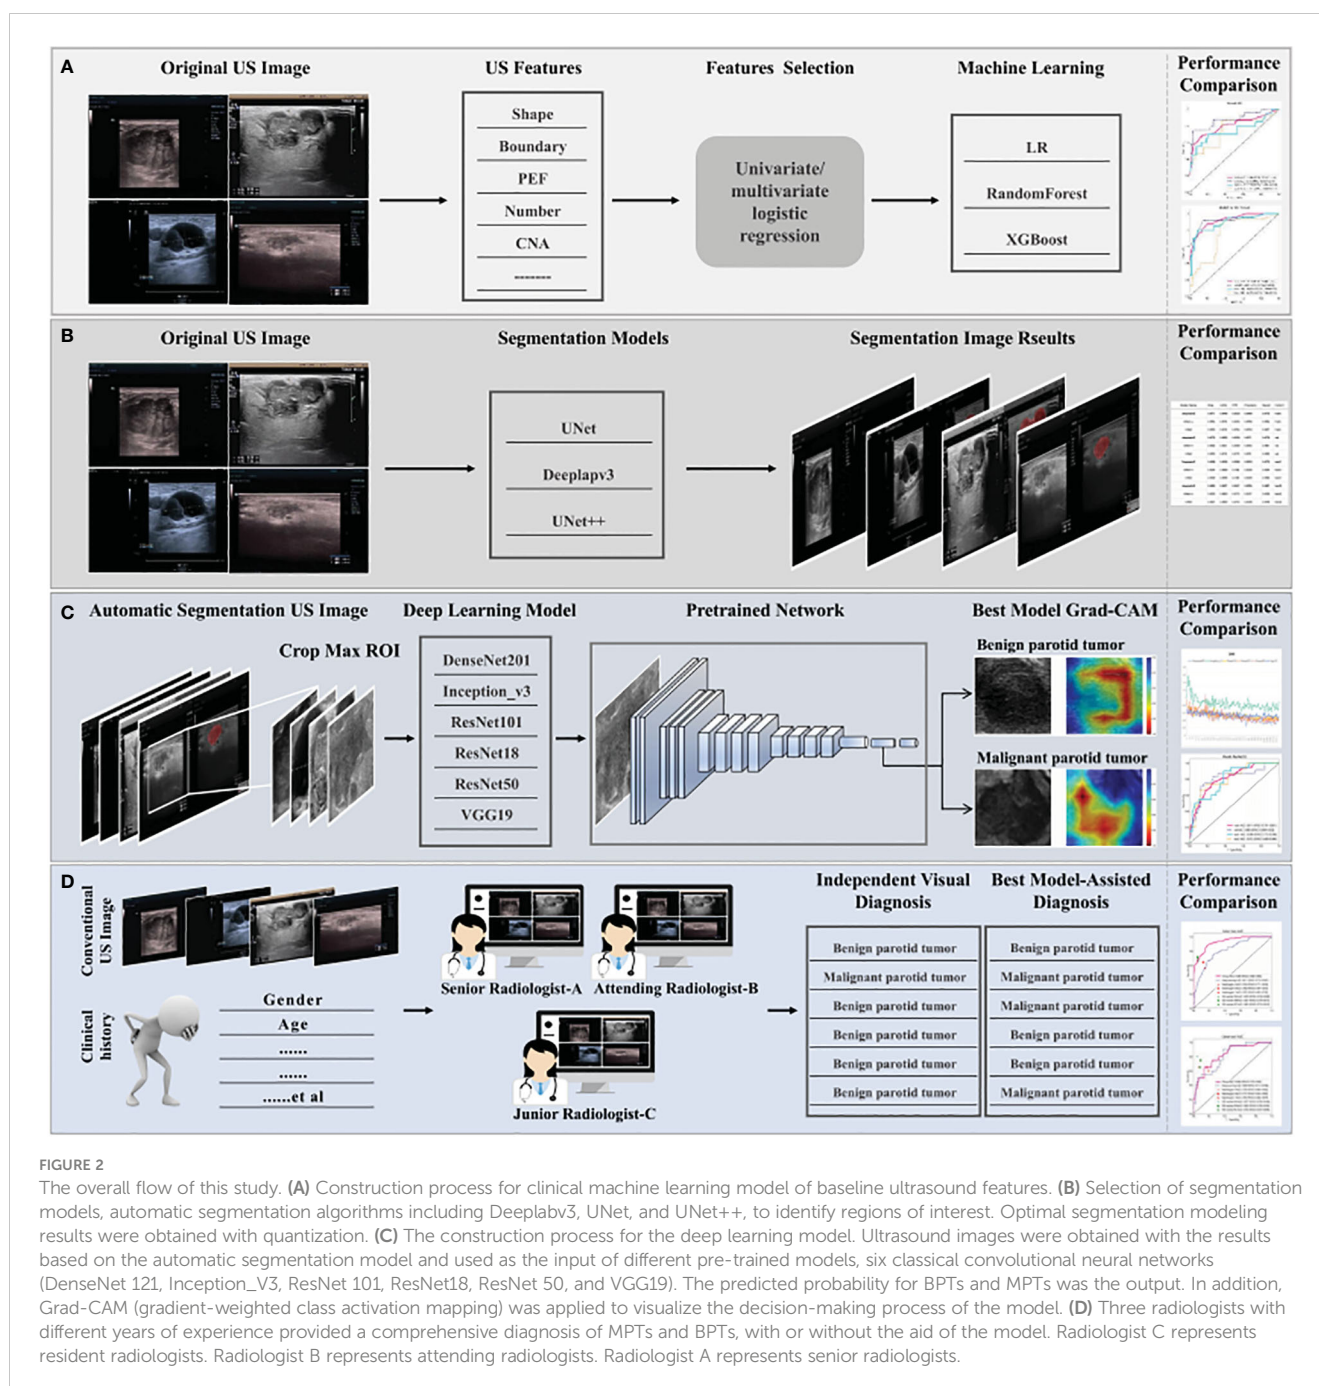 A
Original US Image
US Features
Features Selection
Machine Learning
Performance
Comparison
Shape
Boundary
PEF
Number
CNA
-------
Univariate/
multivariate
logistic
regression
LR
RandomForest
XGBoost
B
Original US Image
Segmentation Models
Segmentation Image Rseults
Performance
Comparison
UNet
Deeplapv3
UNet++
C
Automatic Segmentation US Image
Deep Learning Model
Pretrained Network
Best Model Grad-CAM
Performance
Comparison
Crop Max ROI
DenseNet201
Inception_v3
ResNet101
ResNet18
ResNet50
VGG19
Benign parotid tumor
Malignant parotid tumor
D
Conventional
US Image
Clinical
history
Gender
Age
......
......
......et al
Senior Radiologist-A
Attending Radiologist-B
Junior Radiologist-C
Independent Visual
Diagnosis
Benign parotid tumor
Malignant parotid tumor
Benign parotid tumor
Benign parotid tumor
Benign parotid tumor
Benign parotid tumor
Best Model-Assisted
Diagnosis
Benign parotid tumor
Malignant parotid tumor
Malignant parotid tumor
Benign parotid tumor
Benign parotid tumor
Malignant parotid tumor
Performance
Comparison
FIGURE 2
The overall flow of this study. (A) Construction process for clinical machine learning model of baseline ultrasound features. (B) Selection of segmentation
models, automatic segmentation algorithms including Deeplabv3, UNet, and UNet++, to identify regions of interest. Optimal segmentation modeling
results were obtained with quantization. (C) The construction process for the deep learning model. Ultrasound images were obtained with the results
based on the automatic segmentation model and used as the input of different pre-trained models, six classical convolutional neural networks
(DenseNet 121, Inception_V3, ResNet 101, ResNet18, ResNet 50, and VGG19). The predicted probability for BPTs and MPTs was the output. In addition,
Grad-CAM (gradient-weighted class activation mapping) was applied to visualize the decision-making process of the model. (D) Three radiologists with
different years of experience provided a comprehensive diagnosis of MPTs and BPTs, with or without the aid of the model. Radiologist C represents
resident radiologists. Radiologist B represents attending radiologists. Radiologist A represents senior radiologists.